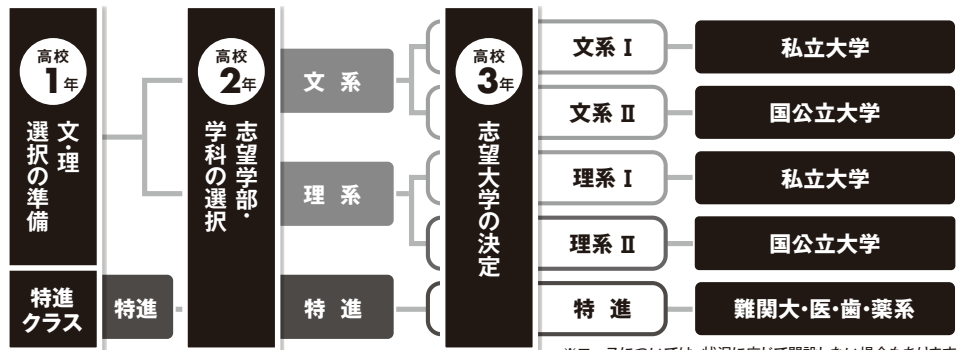 高校
1年
文・理
選択の準備
特進
クラス
特進
高校
2年
志望学部・
学科の選択
文 系
理 系
特 進
高校
3年
志望大学の決定
文系 I
文系 II
理系 I
理系 II
特 進
私立大学
国公立大学
私立大学
国公立大学
難関大・医・歯・薬系